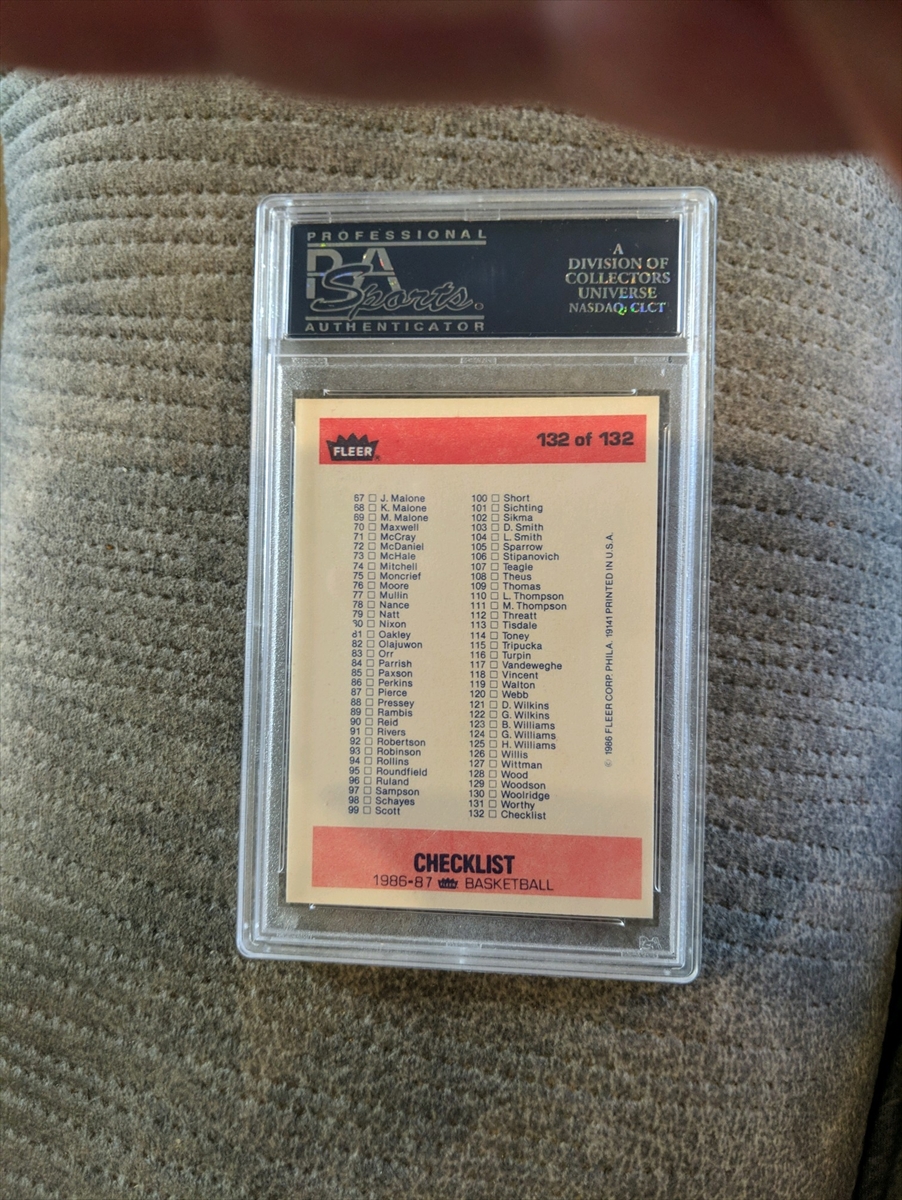 PROFESSIONAL
PSA
Sports.
AUTHENTICATOR
A
DIVISION OF
COLLECTORS
UNIVERSE
NASDAQ: CLCT
FLEER®
132 of 132
67 □ J. Malone
68 □ K. Malone
69 □ M. Malone
70 □ Maxwell
71 □ McCray
72 □ McDaniel
73 □ McHale
74 □ Mitchell
75 □ Moncrief
76 □ Moore
77 □ Mullin
78 □ Nance
79 □ Natt
80 □ Nixon
81 □ Oakley
82 □ Olajuwon
83 □ Orr
84 □ Parrish
85 □ Paxson
86 □ Perkins
87 □ Pierce
88 □ Pressey
89 □ Rambis
90 □ Reid
91 □ Rivers
92 □ Robertson
93 □ Robinson
94 □ Rollins
95 □ Roundfield
96 □ Ruland
97 □ Sampson
98 □ Schayes
99 □ Scott
100 □ Short
101 □ Sichting
102 □ Sikma
103 □ D. Smith
104 □ L. Smith
105 □ Sparrow
106 □ Stipanovich
107 □ Teagle
108 □ Theus
109 □ Thomas
110 □ L. Thompson
111 □ M. Thompson
112 □ Threatt
113 □ Tisdale
114 □ Toney
115 □ Tripucka
116 □ Turpin
117 □ Vandeweghe
118 □ Vincent
119 □ Walton
120 □ Webb
121 □ D. Wilkins
122 □ G. Wilkins
123 □ B. Williams
124 □ G. Williams
125 □ H. Williams
126 □ Willis
127 □ Wittman
128 □ Wood
129 □ Woodson
130 □ Woolridge
131 □ Worthy
132 □ Checklist
© 1986 FLEER CORP. PHILA. 19141 PRINTED IN U.S.A.
CHECKLIST
1986-87 FLEER BASKETBALL